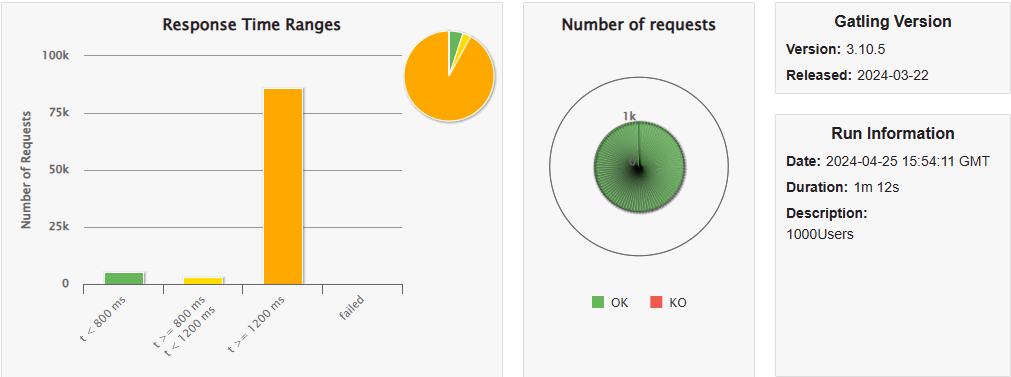 Response Time Ranges
Number of Requests
100k
75k
50k
25k
0
t < 800 ms
t >= 800 ms
t < 1200 ms
t >= 1200 ms
failed
Number of requests
1k
0
OK
KO
Gatling Version
Version: 3.10.5
Released: 2024-03-22
Run Information
Date: 2024-04-25 15:54:11 GMT
Duration: 1m 12s
Description:
1000Users